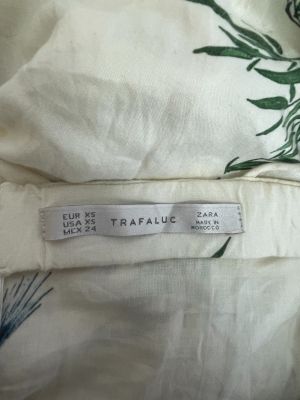 EUR XS
USA XS
MEX 24
TRAFALUC
ZARA
MADE IN
MOROCCO